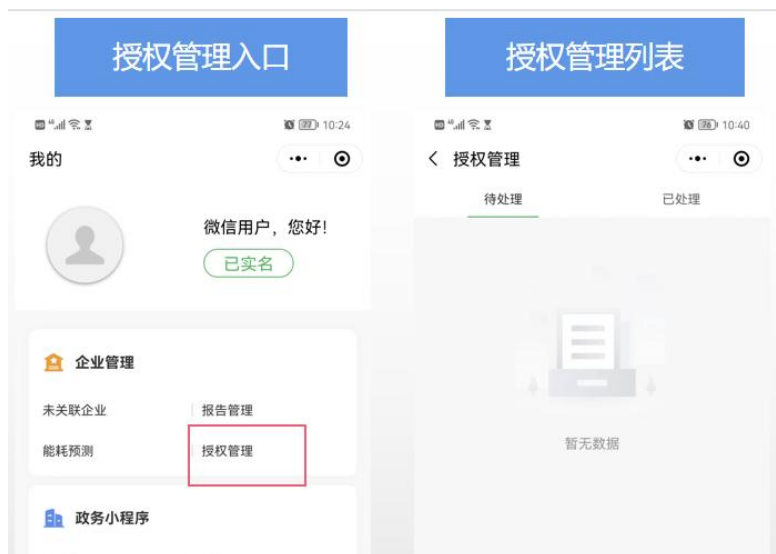 授权管理入口
授权管理列表
10:24
我的
微信用户，您好！
已实名
企业管理
未关联企业
报告管理
能耗预测
授权管理
政务小程序
76
10:40
授权管理
待处理
已处理
暂无数据